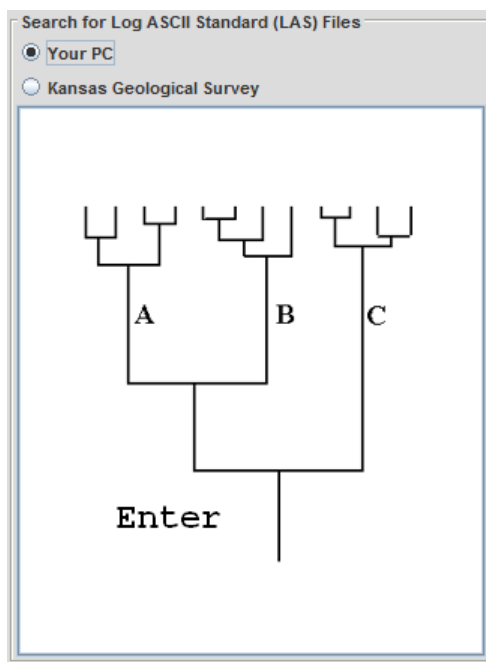 Search for Log ASCII Standard (LAS) Files
Your PC
Kansas Geological Survey
A B C
Enter